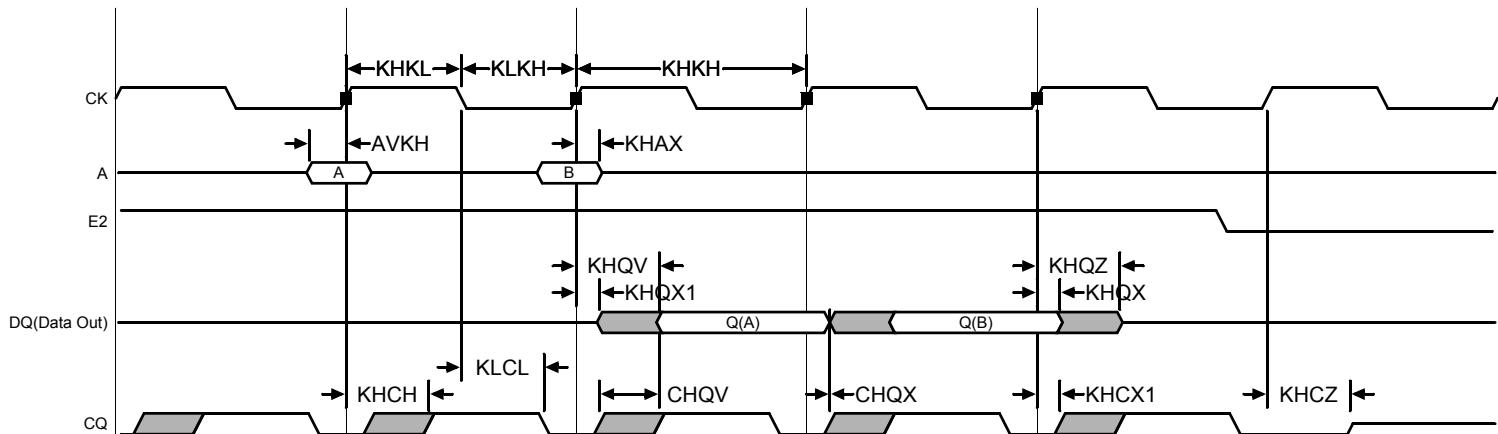 KHKL KLKH KHKH
CK
AVKH KHAX
A A B
E2
KHQV KHQZ
KHQX1 KHQX
DQ(Data Out) Q(A) Q(B)
KLCL
KHCH CHQV CHQX KHCX1 KHCZ
CQ